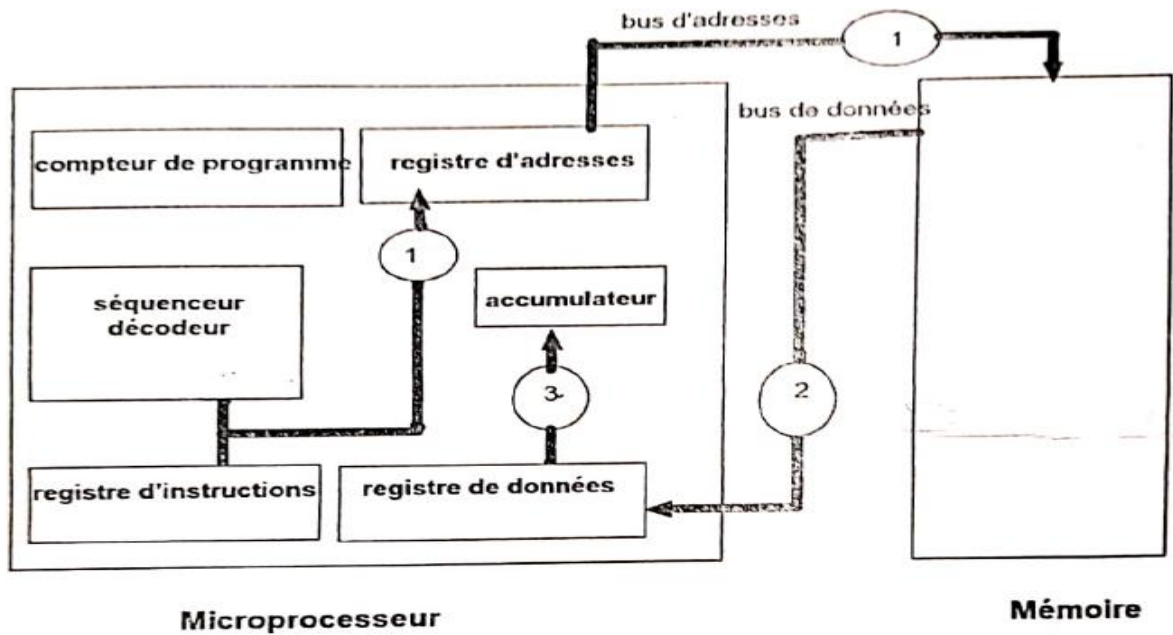 bus d'adresses
1
bus de données
compteur de programme
registre d'adresses
1
séquenceur
décodeur
accumulateur
3
2
registre d'instructions
registre de données
Microprocesseur
Mémoire